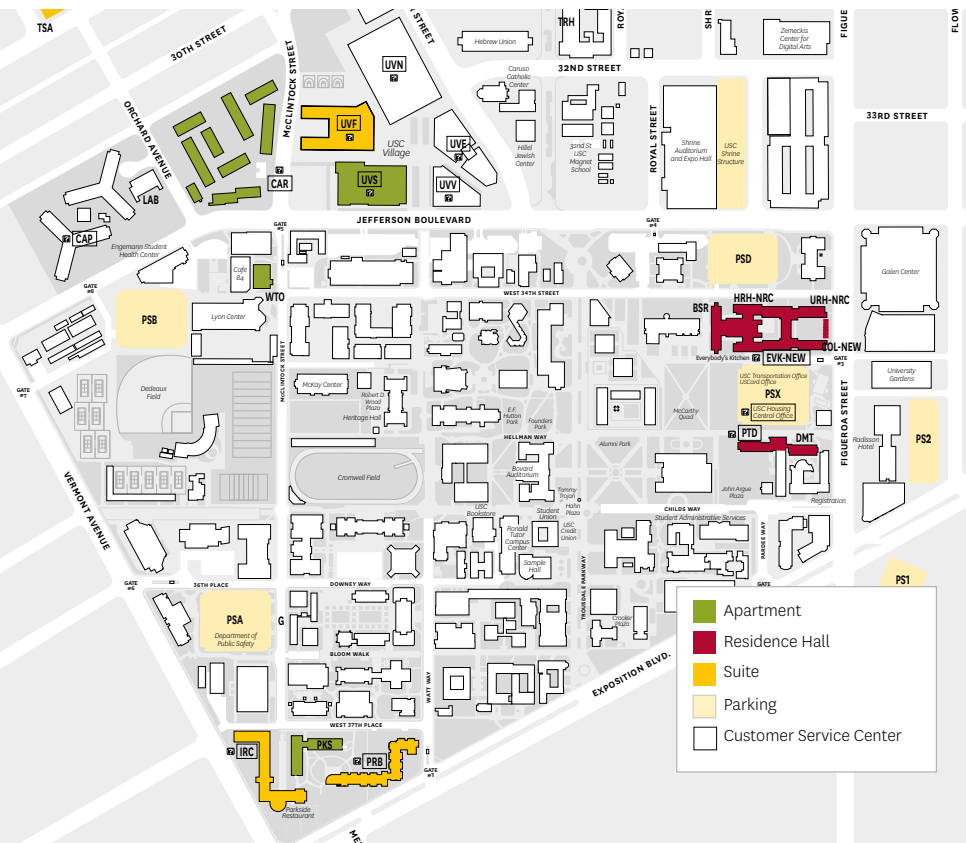 TSA
30TH STREET
McCLINTOCK STREET
STREET
TRH
ROY
SH R
FIGUE
FLOW
Hebrew Union
Zemeckis
Center for
Digital Arts
UVN
Caruso
Catholic
Center
32ND STREET
ORCHARD AVENUE
33RD STREET
UVF
USC
Village
UVE
Hillel
Jewish
Center
32nd St
USC
Magnet
School
ROYAL STREET
Shrine
Auditorium
and Expo Hall
USC
Shrine
Structure
CAR
UVS
UVV
LAB
JEFFERSON BOULEVARD
GATE
#5
GATE
#4
CAP
Engemann Student
Health Center
Cafe
84
PSD
Galen Center
GATE
#8
WTO
WEST 34TH STREET
HRH-NRC
URH-NRC
BSR
PSB
Lyon Center
COL-NEW
Everybody's Kitchen
EVK-NEW
GATE
#3
McCLINTOCK STREET
GATE
#7
Dedeaux
Field
McKay Center
Robert D.
Wood
Plaza
Heritage Hall
E.F.
Hutton
Park
Founders
Park
McCarthy
Quad
USC Transportation Office
USCard Office
PSX
USC Housing
Central Office
University
Gardens
FIGUEROA STREET
HELLMAN WAY
Alumni Park
PTD
DMT
Radisson
Hotel
PS2
VERMONT AVENUE
Cromwell Field
Bovard
Auditorium
Tommy
Trojan
Hahn
Plaza
John Argue
Plaza
Registration
USC
Bookstore
Student
Union
CHILDS WAY
Student Administrative Services
Ronald
Tutor
Campus
Center
USC
Credit
Union
PARDEE WAY
Sample
Hall
GATE
#6
36TH PLACE
DOWNEY WAY
TROUSDALE PARKWAY
GATE
PS1
PSA
Department of
Public Safety
G
Crocker
Plaza
BLOOM WALK
WATT WAY
EXPOSITION BLVD.
WEST 37TH PLACE
IRC
PKS
PRB
GATE
#1
Parkside
Restaurant
ME
Apartment
Residence Hall
Suite
Parking
Customer Service Center